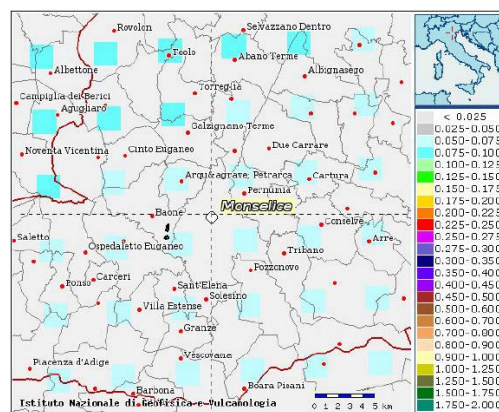 Rovolon
Selvazzano Dentro
Teolo
Abano Terme
Albettone
Albignasego
Torreglia
Campiglia dei Berici
Agugliaro
Galzignano Terme
Due Carrare
Noventa Vicentina
Cinto Euganeo
Arqua
Petrarca
Cartura
Pernumia
Monselice
Baone
Conselve
Saletto
Arre
Ospedaletto Euganeo
Tribano
Pozzonovo
Carceri
Ponso
Sant'Elena
Solesino
Villa Estense
Granze
Vescovana
Piacenza d'Adige
Barbona
Boara Pisani
0 1 2 3 4 5 km
Istituto Nazionale di Geofisica e Vulcanologia
< 0.025
0.025-0.050
0.050-0.075
0.075-0.100
0.100-0.125
0.125-0.150
0.150-0.175
0.175-0.200
0.200-0.225
0.225-0.250
0.250-0.275
0.275-0.300
0.300-0.350
0.350-0.400
0.400-0.450
0.450-0.500
0.500-0.600
0.600-0.700
0.700-0.800
0.800-0.900
0.900-1.000
1.000-1.250
1.250-1.500
1.500-1.750
1.750-2.000